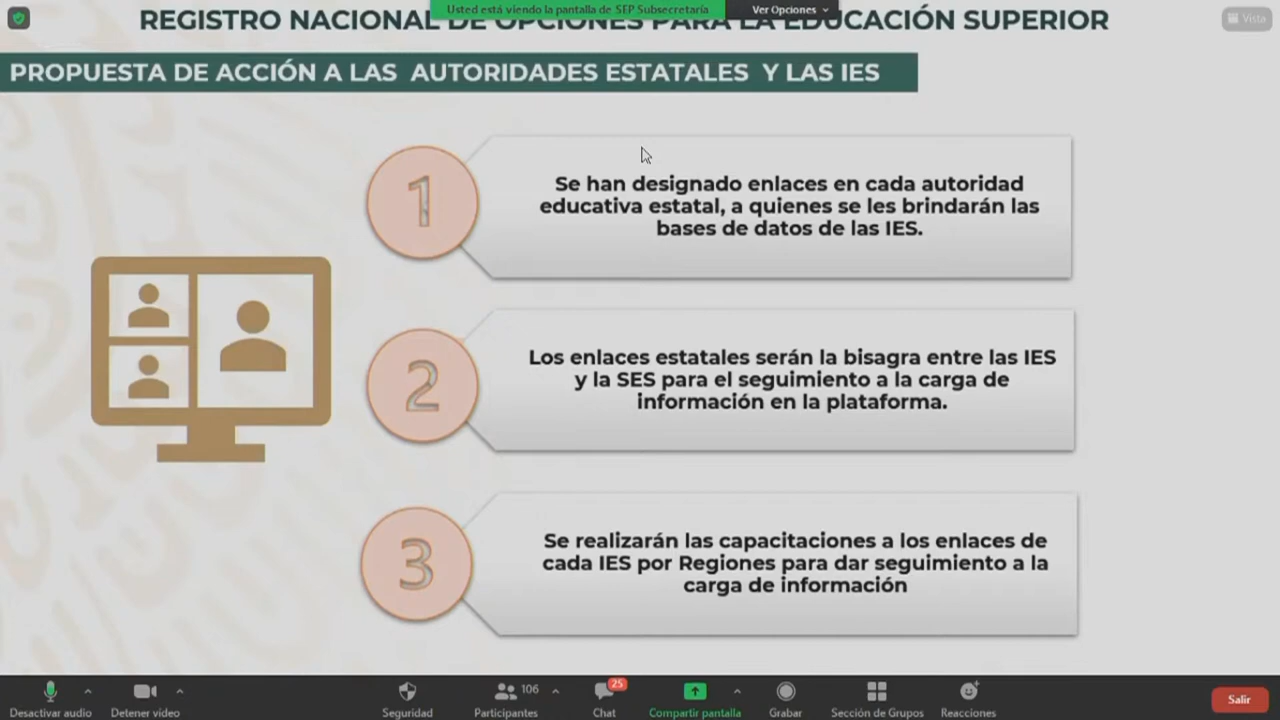 Usted está viendo la pantalla de SEP Subsecretaría
Ver Opciones
Vista
REGISTRO NACIONAL DE OPCIONES PARA LA EDUCACIÓN SUPERIOR
PROPUESTA DE ACCIÓN A LAS AUTORIDADES ESTATALES Y LAS IES
1
Se han designado enlaces en cada autoridad
educativa estatal, a quienes se les brindarán las
bases de datos de las IES.
2
Los enlaces estatales serán la bisagra entre las IES
y la SES para el seguimiento a la carga de
información en la plataforma.
3
Se realizarán las capacitaciones a los enlaces de
cada IES por Regiones para dar seguimiento a la
carga de información
Desactivar audio
Detener video
Seguridad
106
Participantes
25
Chat
Compartir pantalla
Grabar
Sección de Grupos
Reacciones
Salir